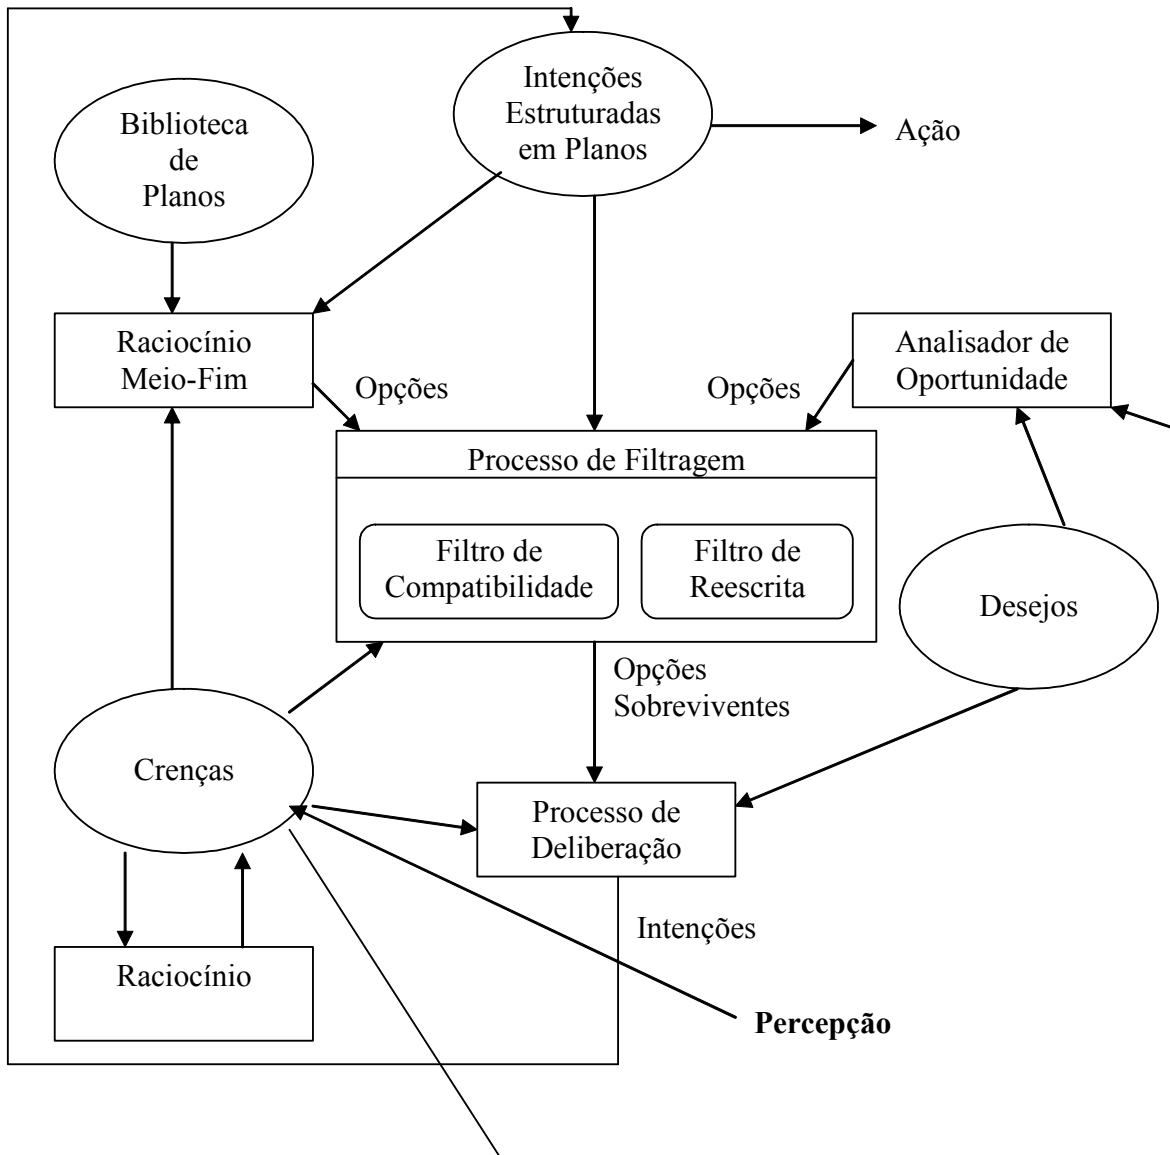 Intenções
Estruturadas
em Planos
Biblioteca
de
Planos
Ação
Raciocínio
Meio-Fim
Analisador de
Oportunidade
Opções
Opções
Processo de Filtragem
Filtro de
Compatibilidade
Filtro de
Reescrita
Desejos
Opções
Sobreviventes
Crenças
Processo de
Deliberação
Intenções
Raciocínio
Percepção